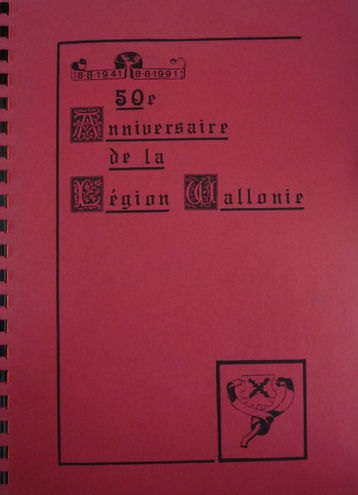 8-8-1941 8-8-1991
50e
Anniversaire
de la
Légion Wallonie